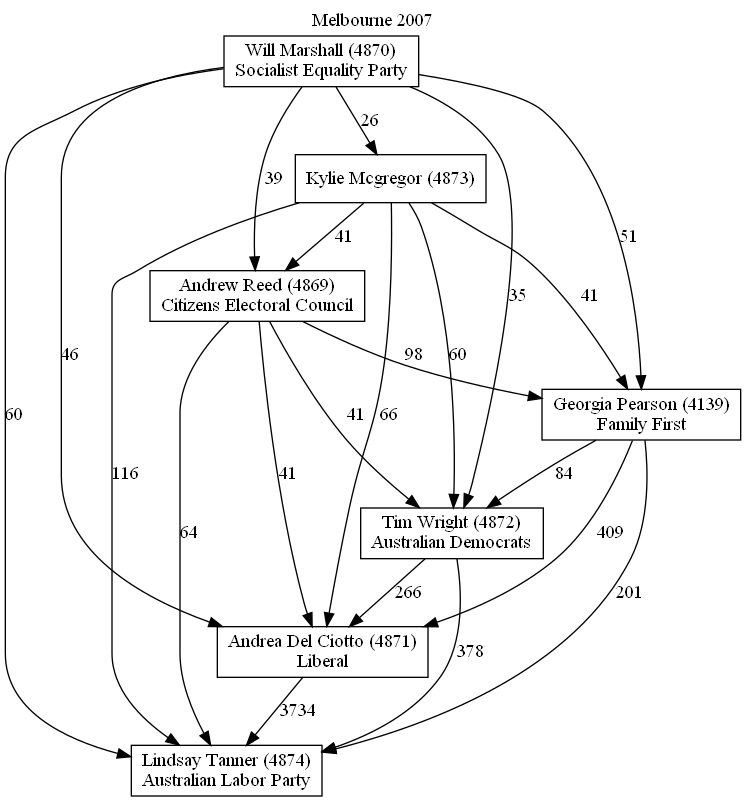 Melbourne 2007
Will Marshall (4870)
Socialist Equality Party
26
Kylie Mcgregor (4873)
39
41
51
Andrew Reed (4869)
Citizens Electoral Council
35
41
46
98
60
Georgia Pearson (4139)
Family First
60
41
66
116
41
84
Tim Wright (4872)
Australian Democrats
64
409
266
201
Andrea Del Ciotto (4871)
Liberal
378
3734
Lindsay Tanner (4874)
Australian Labor Party